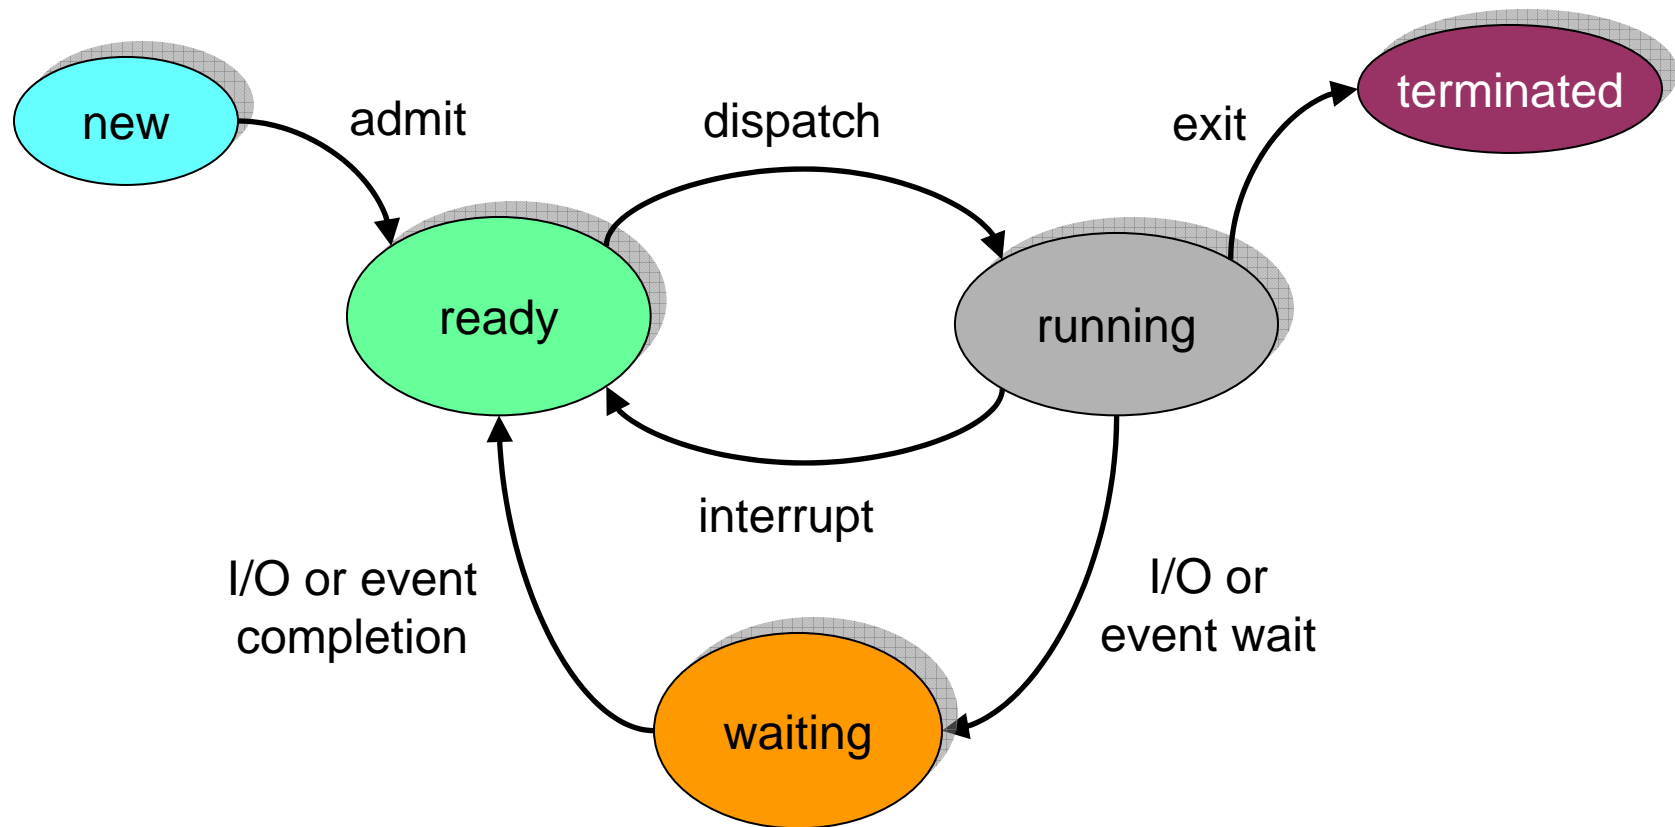 new
admit
dispatch
exit
terminated
ready
running
interrupt
I/O or event
completion
I/O or
event wait
waiting